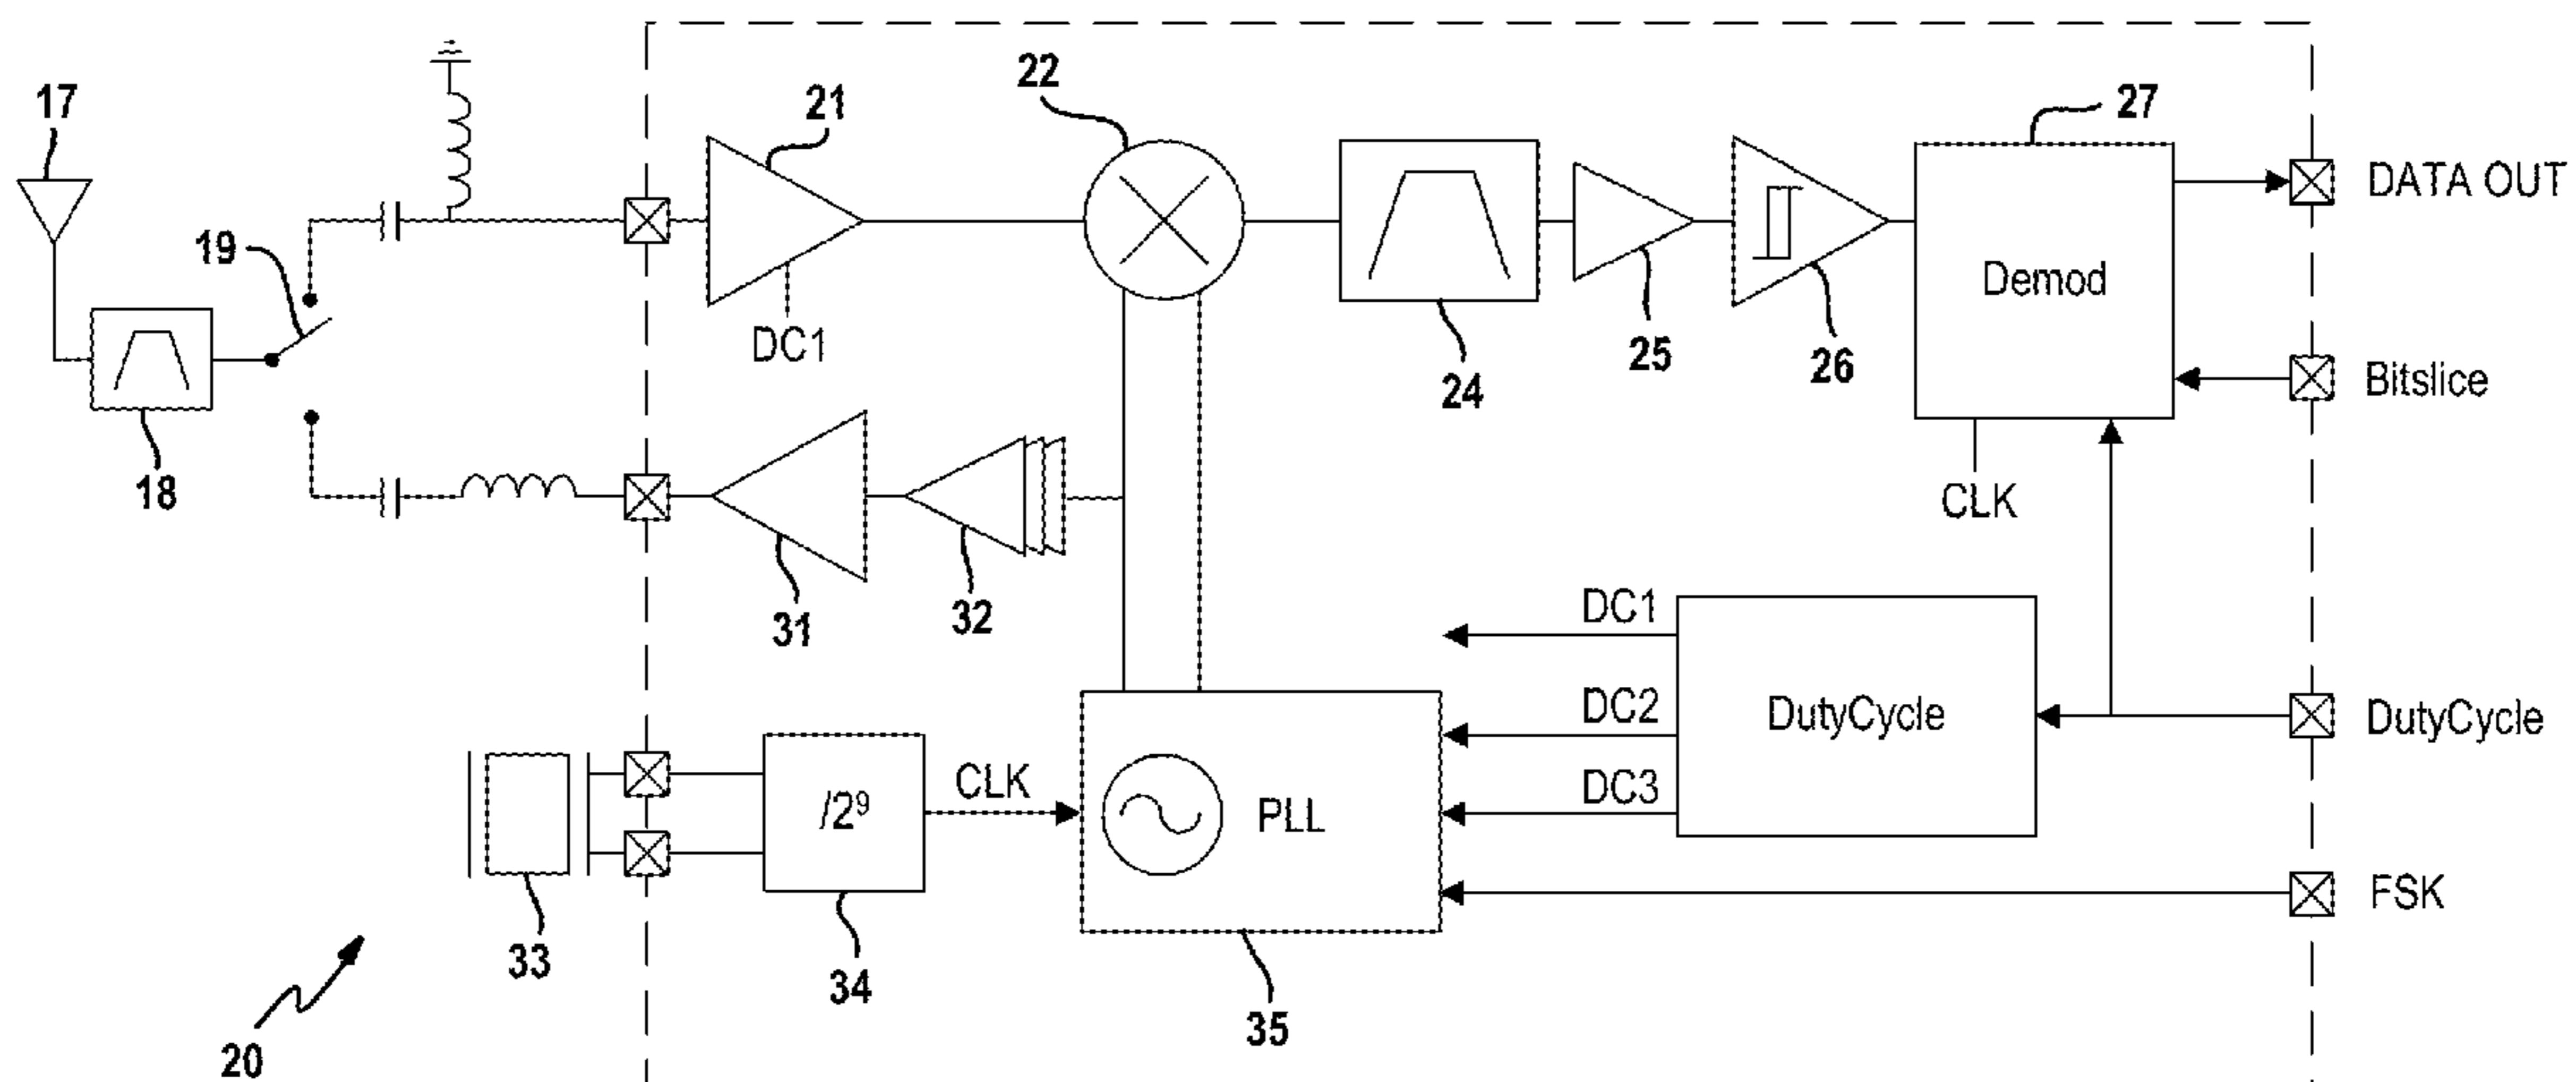 22
17
21
27
DATA OUT
19
Demod
DC1
25
26
Bitslice
24
18
CLK
DC1
31
32
DC2
DutyCycle
DutyCycle
CLK
DC3
/2⁹
PLL
FSK
33
34
35
20